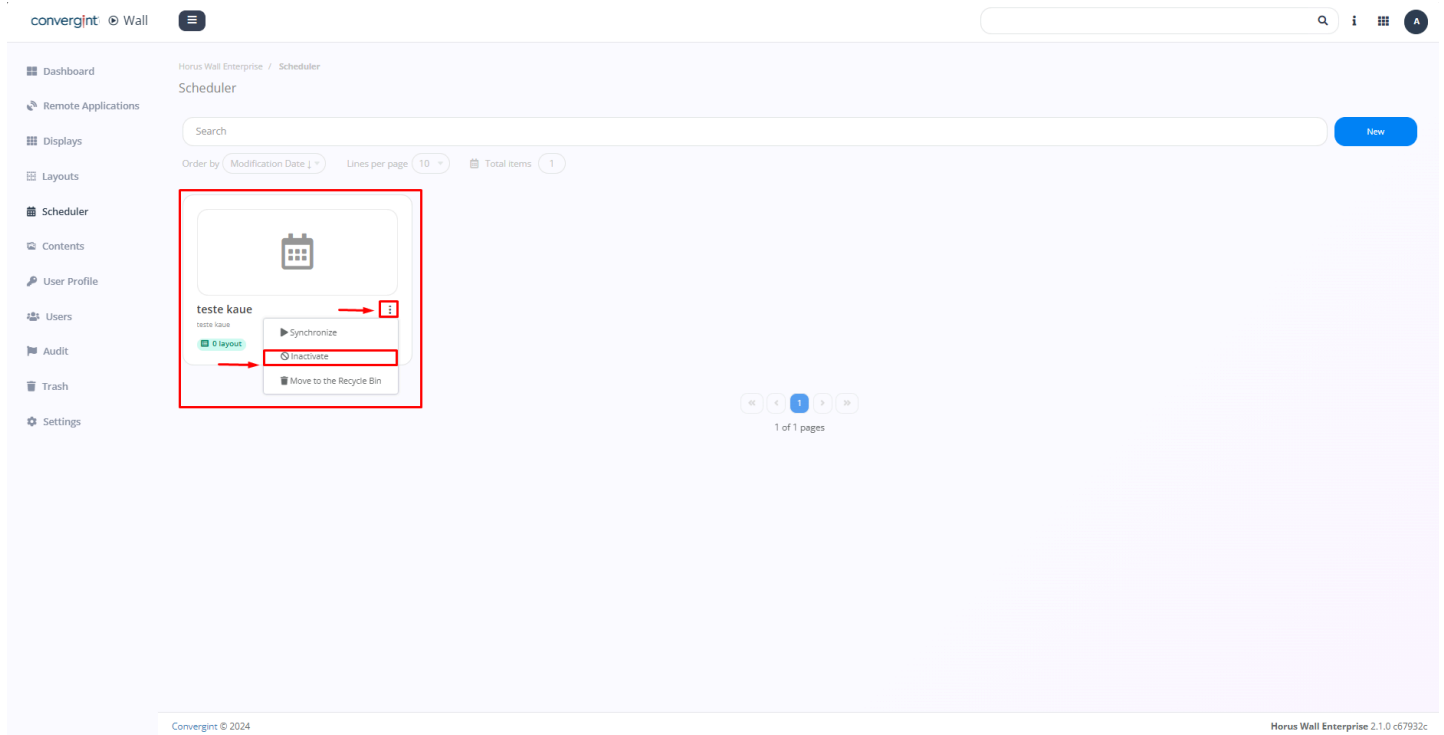 convergint Wall
A
Dashboard
Remote Applications
Displays
Layouts
Scheduler
Contents
User Profile
Users
Audit
Trash
Settings
Horus Wall Enterprise / Scheduler
Scheduler
Search
New
Order by Modification Date ↓ Lines per page 10 Total items 1
teste kaue
teste kaue
0 layout
Synchronize
Inactivate
Move to the Recycle Bin
« ‹ 1 › »
1 of 1 pages
Convergint © 2024
Horus Wall Enterprise 2.1.0 c67932c